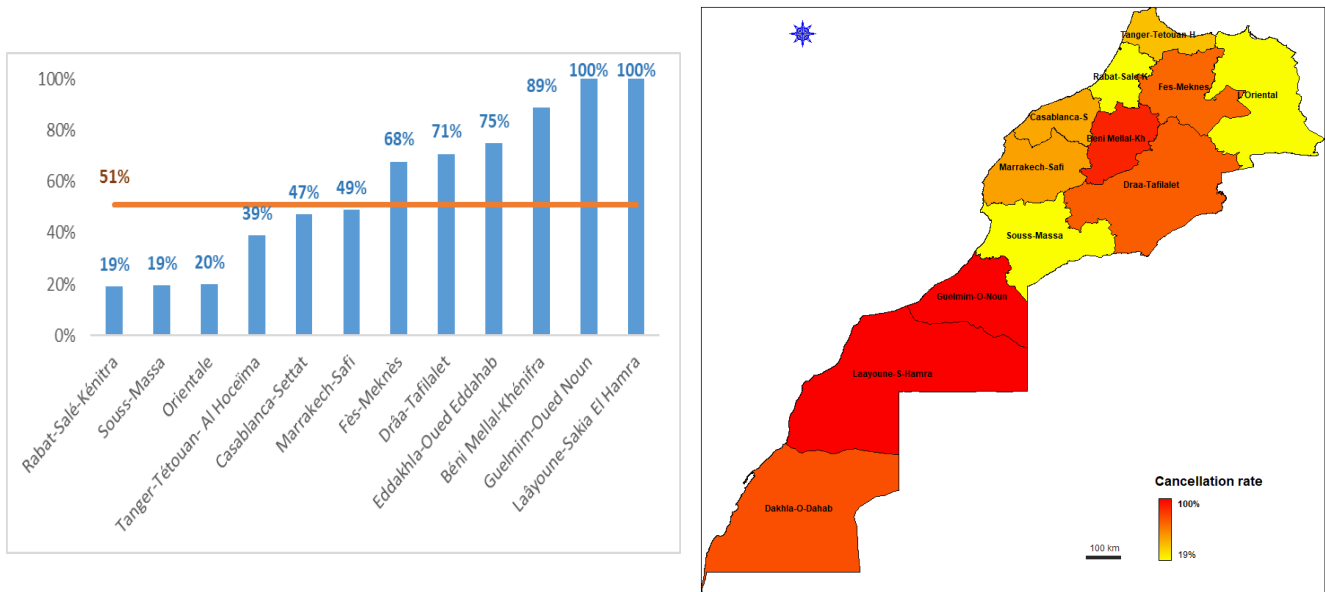 100%
80%
60%
40%
20%
0%
51%
19%
19%
20%
39%
47%
49%
68%
71%
75%
89%
100%
100%
Rabat-Salé-Kénitra
Souss-Massa
Orientale
Tanger-Tétouan- Al Hoceïma
Casablanca-Settat
Marrakech-Safi
Fès-Meknès
Drâa-Tafilalet
Eddakhla-Oued Eddahab
Béni Mellal-Khénifra
Guelmim-Oued Noun
Laâyoune-Sakia El Hamra
Tanger-Tetouan H
Rabat-Sale-K
Fes-Meknes
L'Oriental
Casablanca-S
Beni Mellal-Kh
Marrakech-Safi
Draa-Tafilalet
Souss-Massa
Guelmim-O-Noun
Laayoune-S-Hamra
Dakhla-O-Dahab
Cancellation rate
100%
19%
100 km